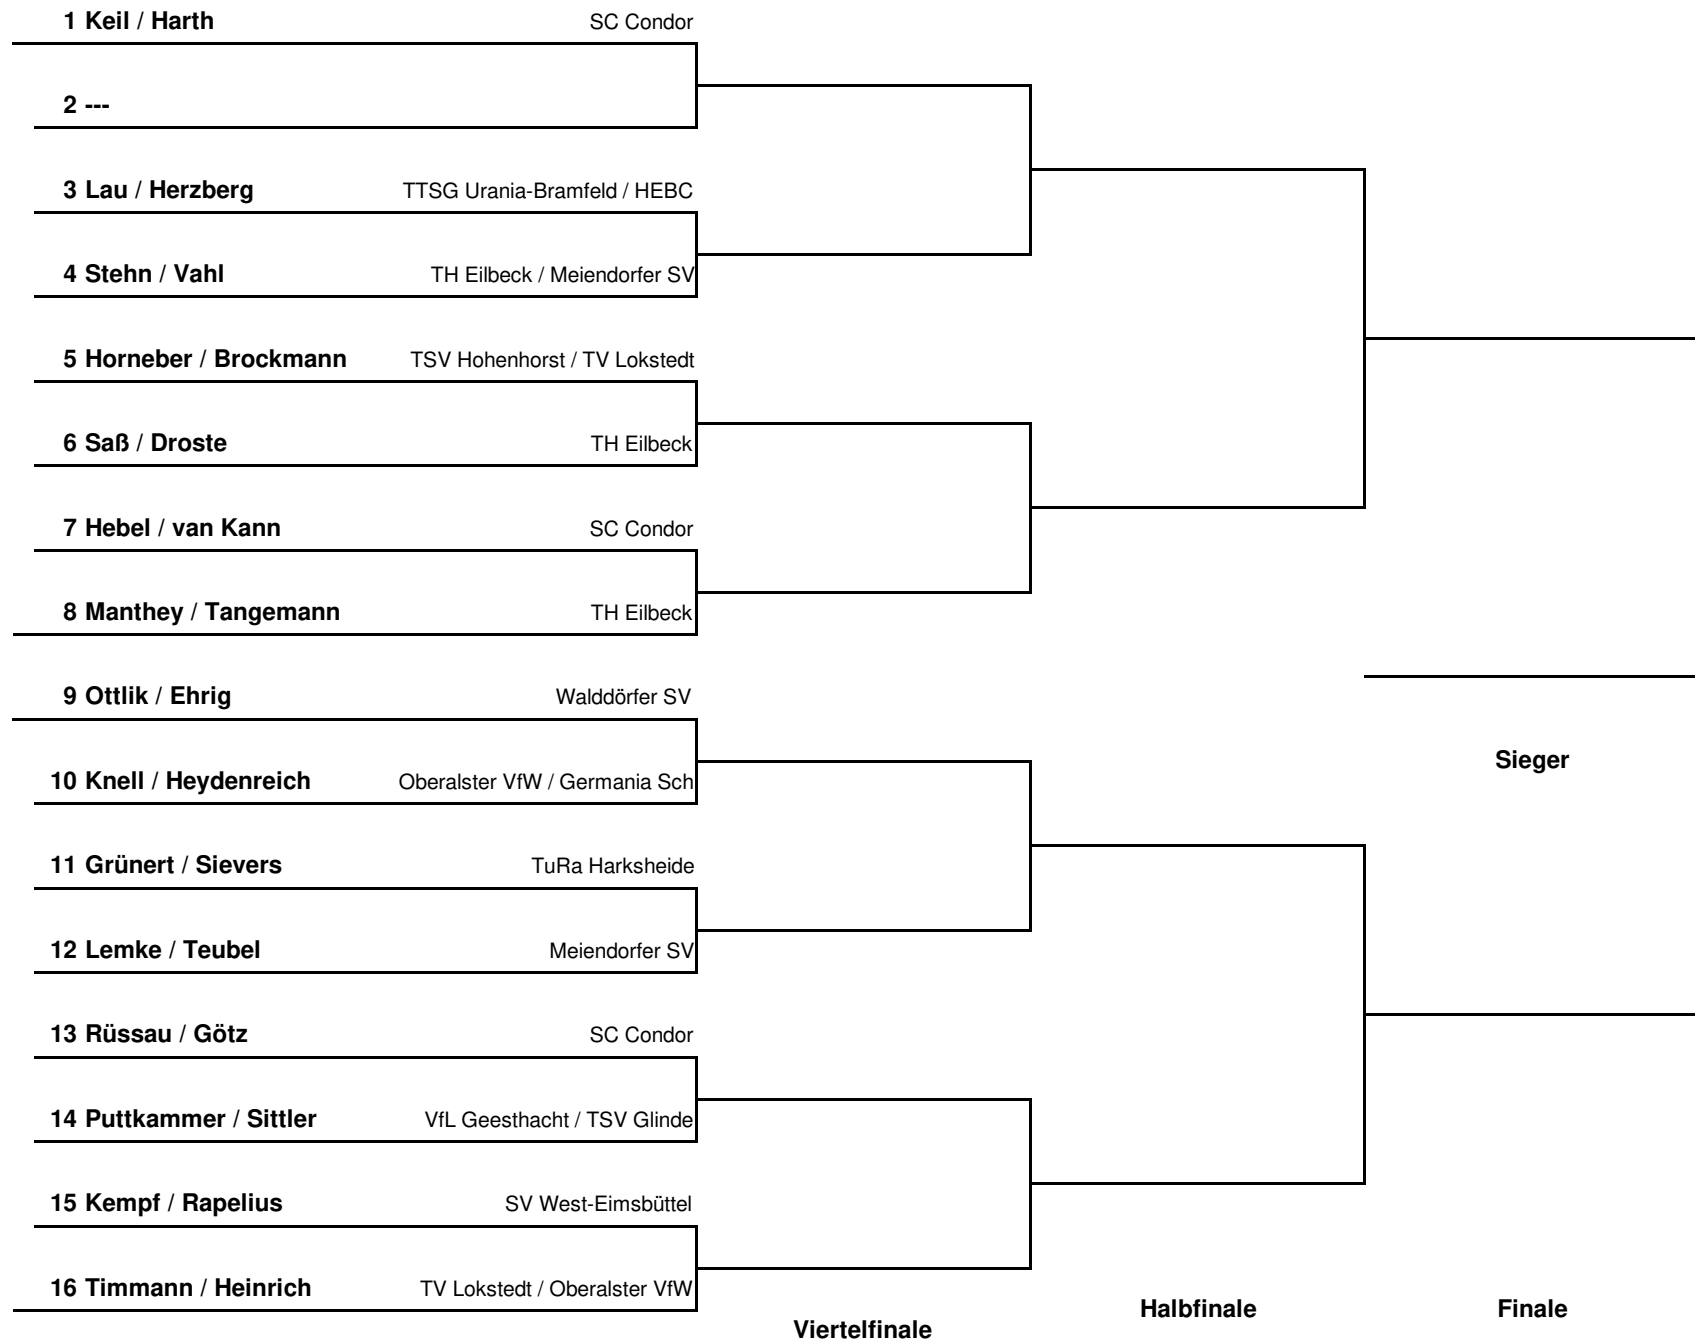 1 Keil / Harth SC Condor
2 ---
3 Lau / Herzberg TTSG Urania-Bramfeld / HEBC
4 Stehn / Vahl TH Eilbeck / Meiendorfer SV
5 Horneber / Brockmann TSV Hohenhorst / TV Lokstedt
6 Saß / Droste TH Eilbeck
7 Hebel / van Kann SC Condor
8 Manthey / Tangemann TH Eilbeck
9 Ottlik / Ehrig Walddörfer SV
Sieger
10 Knell / Heydenreich Oberalster VfW / Germania Sch
11 Grünert / Sievers TuRa Harksheide
12 Lemke / Teubel Meiendorfer SV
13 Rüssau / Götz SC Condor
14 Puttkammer / Sittler VfL Geesthacht / TSV Glinde
15 Kempf / Rapelius SV West-Eimsbüttel
16 Timmann / Heinrich TV Lokstedt / Oberalster VfW
Halbfinale Finale
Viertelfinale